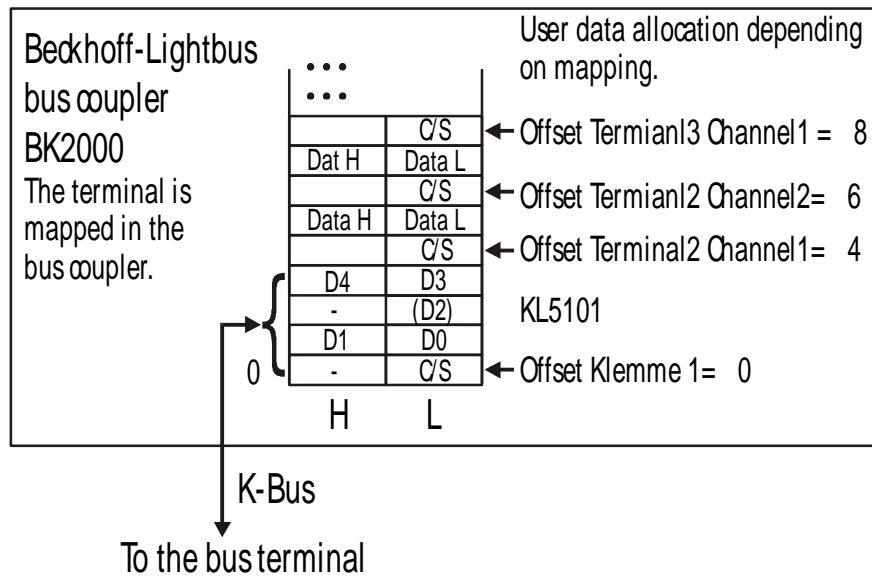 Beckhoff-Lightbus
bus coupler
BK2000
The terminal is
mapped in the
bus coupler.
User data allocation depending
on mapping.
C/S
Offset Termianl3 Channel1 = 8
Dat H Data L
C/S
Offset Termianl2 Channel2= 6
Data H Data L
C/S
Offset Terminal2 Channel1= 4
D4 D3
- (D2)
KL5101
D1 D0
0 - C/S
Offset Klemme 1= 0
H L
K-Bus
To the bus terminal